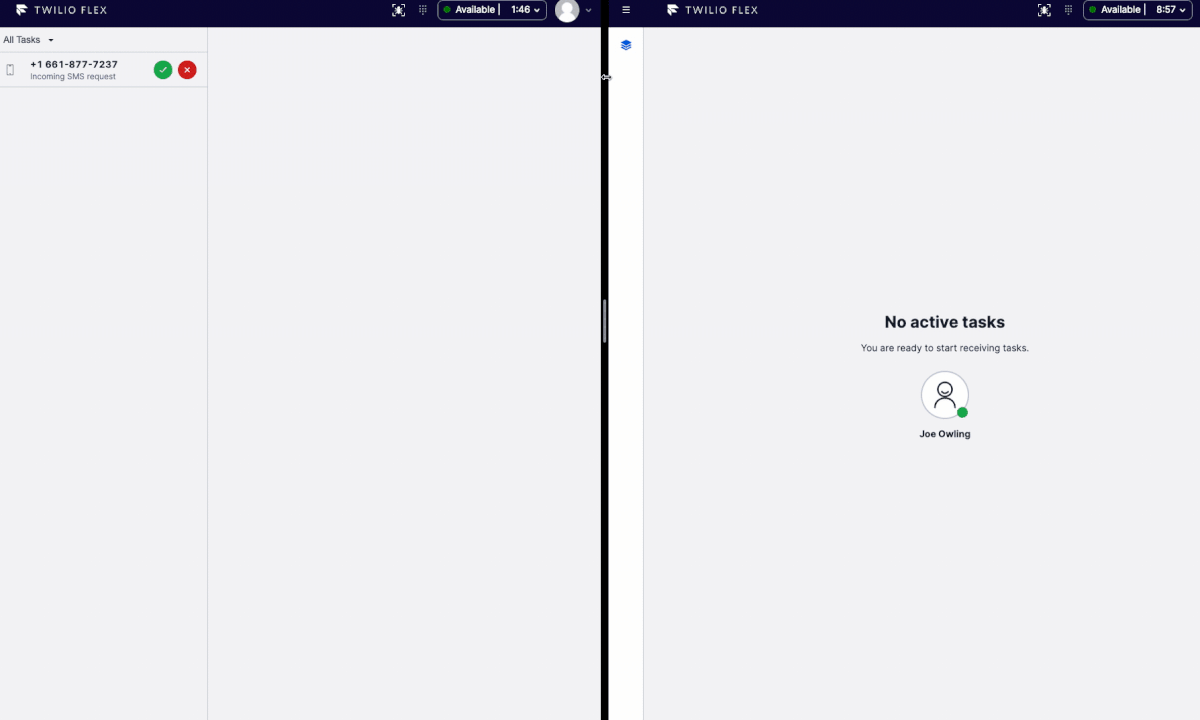 TWILIO FLEX
Available | 1:46
All Tasks
+1 661-877-7237
Incoming SMS request
TWILIO FLEX
Available | 8:57
No active tasks
You are ready to start receiving tasks.
Joe Owling